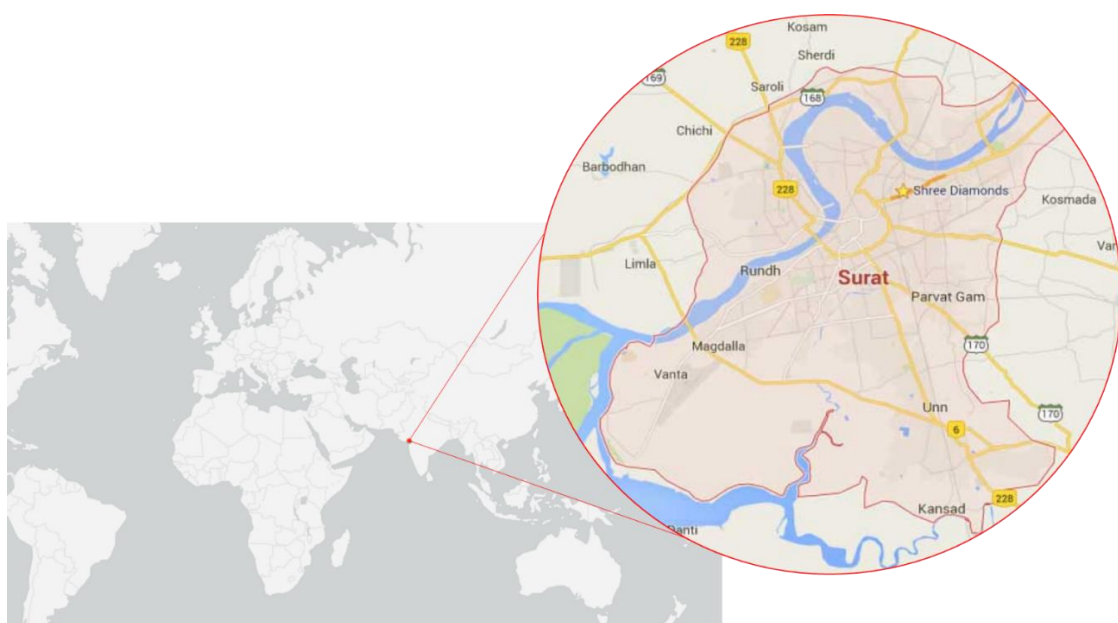 Kosam
228
Sherdi
169
Saroli
168
Chichi
Barbodhan
228
Shree Diamonds
Kosmada
Limla
Rundh
Surat
Parvat Gam
170
Magdalla
Vanta
Unn
170
6
228
Kansad